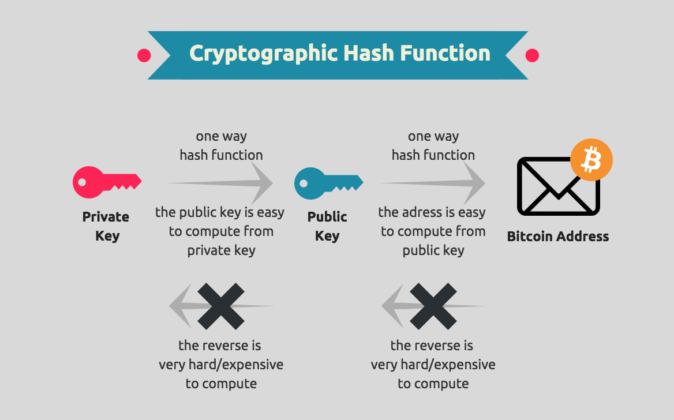 Cryptographic Hash Function
one way
hash function
one way
hash function
Private
Key
the public key is easy
to compute from
private key
Public
Key
the adress is easy
to compute from
public key
Bitcoin Address
the reverse is
very hard/expensive
to compute
the reverse is
very hard/expensive
to compute